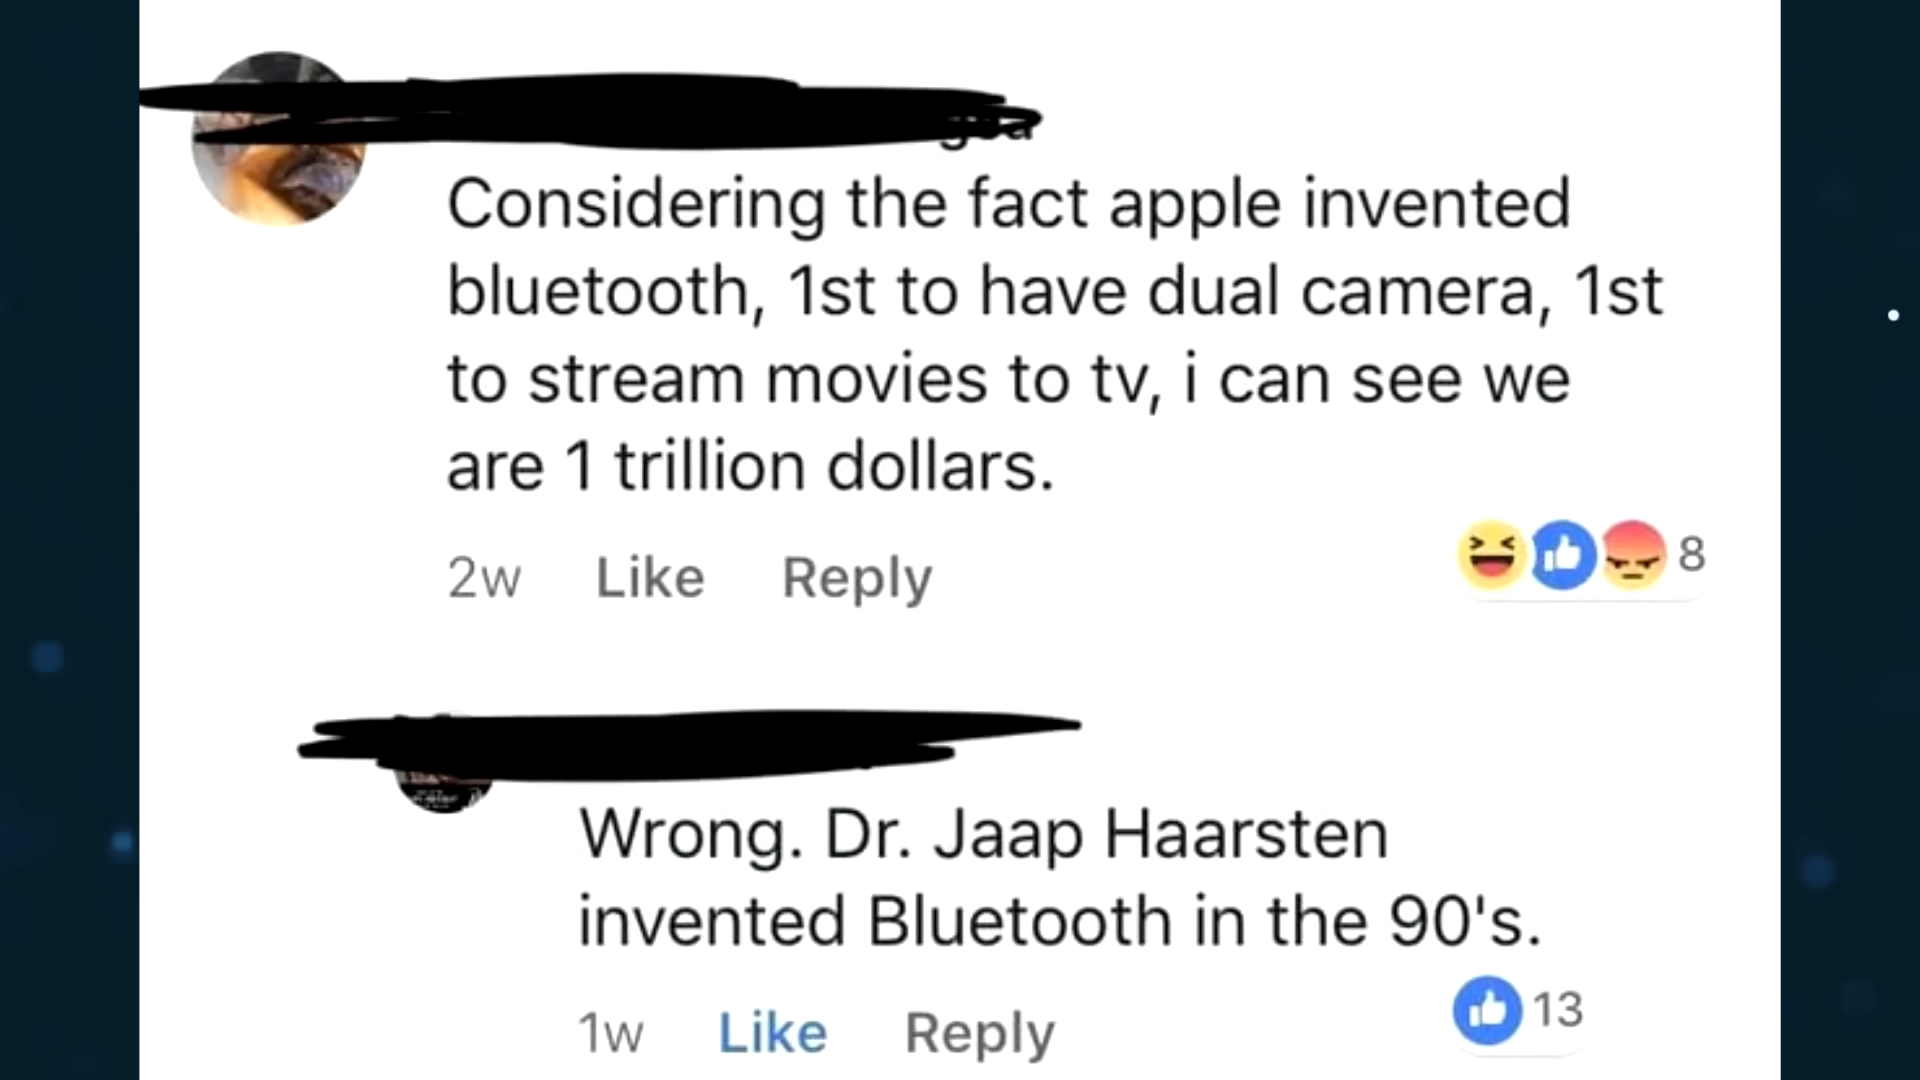 Considering the fact apple invented
bluetooth, 1st to have dual camera, 1st
to stream movies to tv, i can see we
are 1 trillion dollars.
2w Like Reply 8
Wrong. Dr. Jaap Haarsten
invented Bluetooth in the 90's.
1w Like Reply 13